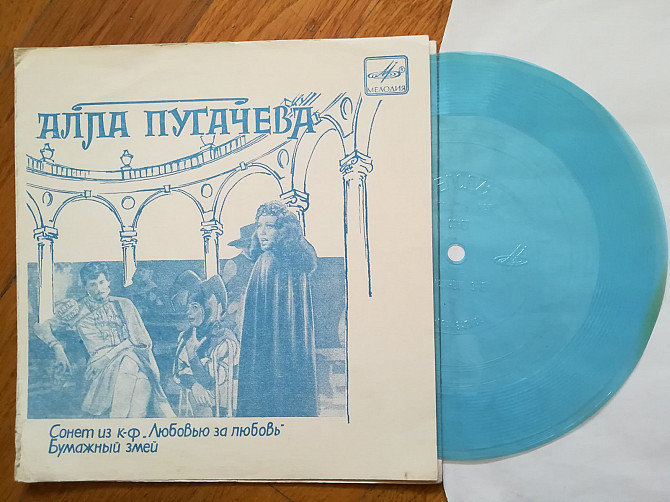 МЕЛОДИЯ
АЛЛА ПУГАЧЕВА
Сонет из к-ф „Любовью за любовь"
Бумажный змей